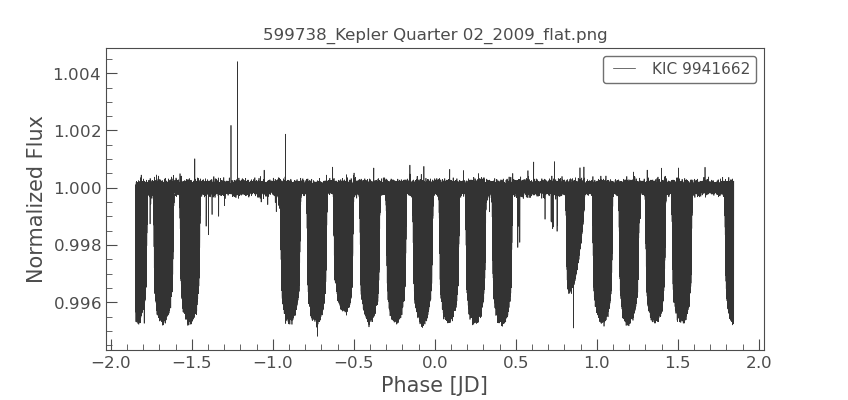 599738_Kepler Quarter 02_2009_flat.png
KIC 9941662
Normalized Flux
1.004
1.002
1.000
0.998
0.996
−2.0 −1.5 −1.0 −0.5 0.0 0.5 1.0 1.5 2.0
Phase [JD]